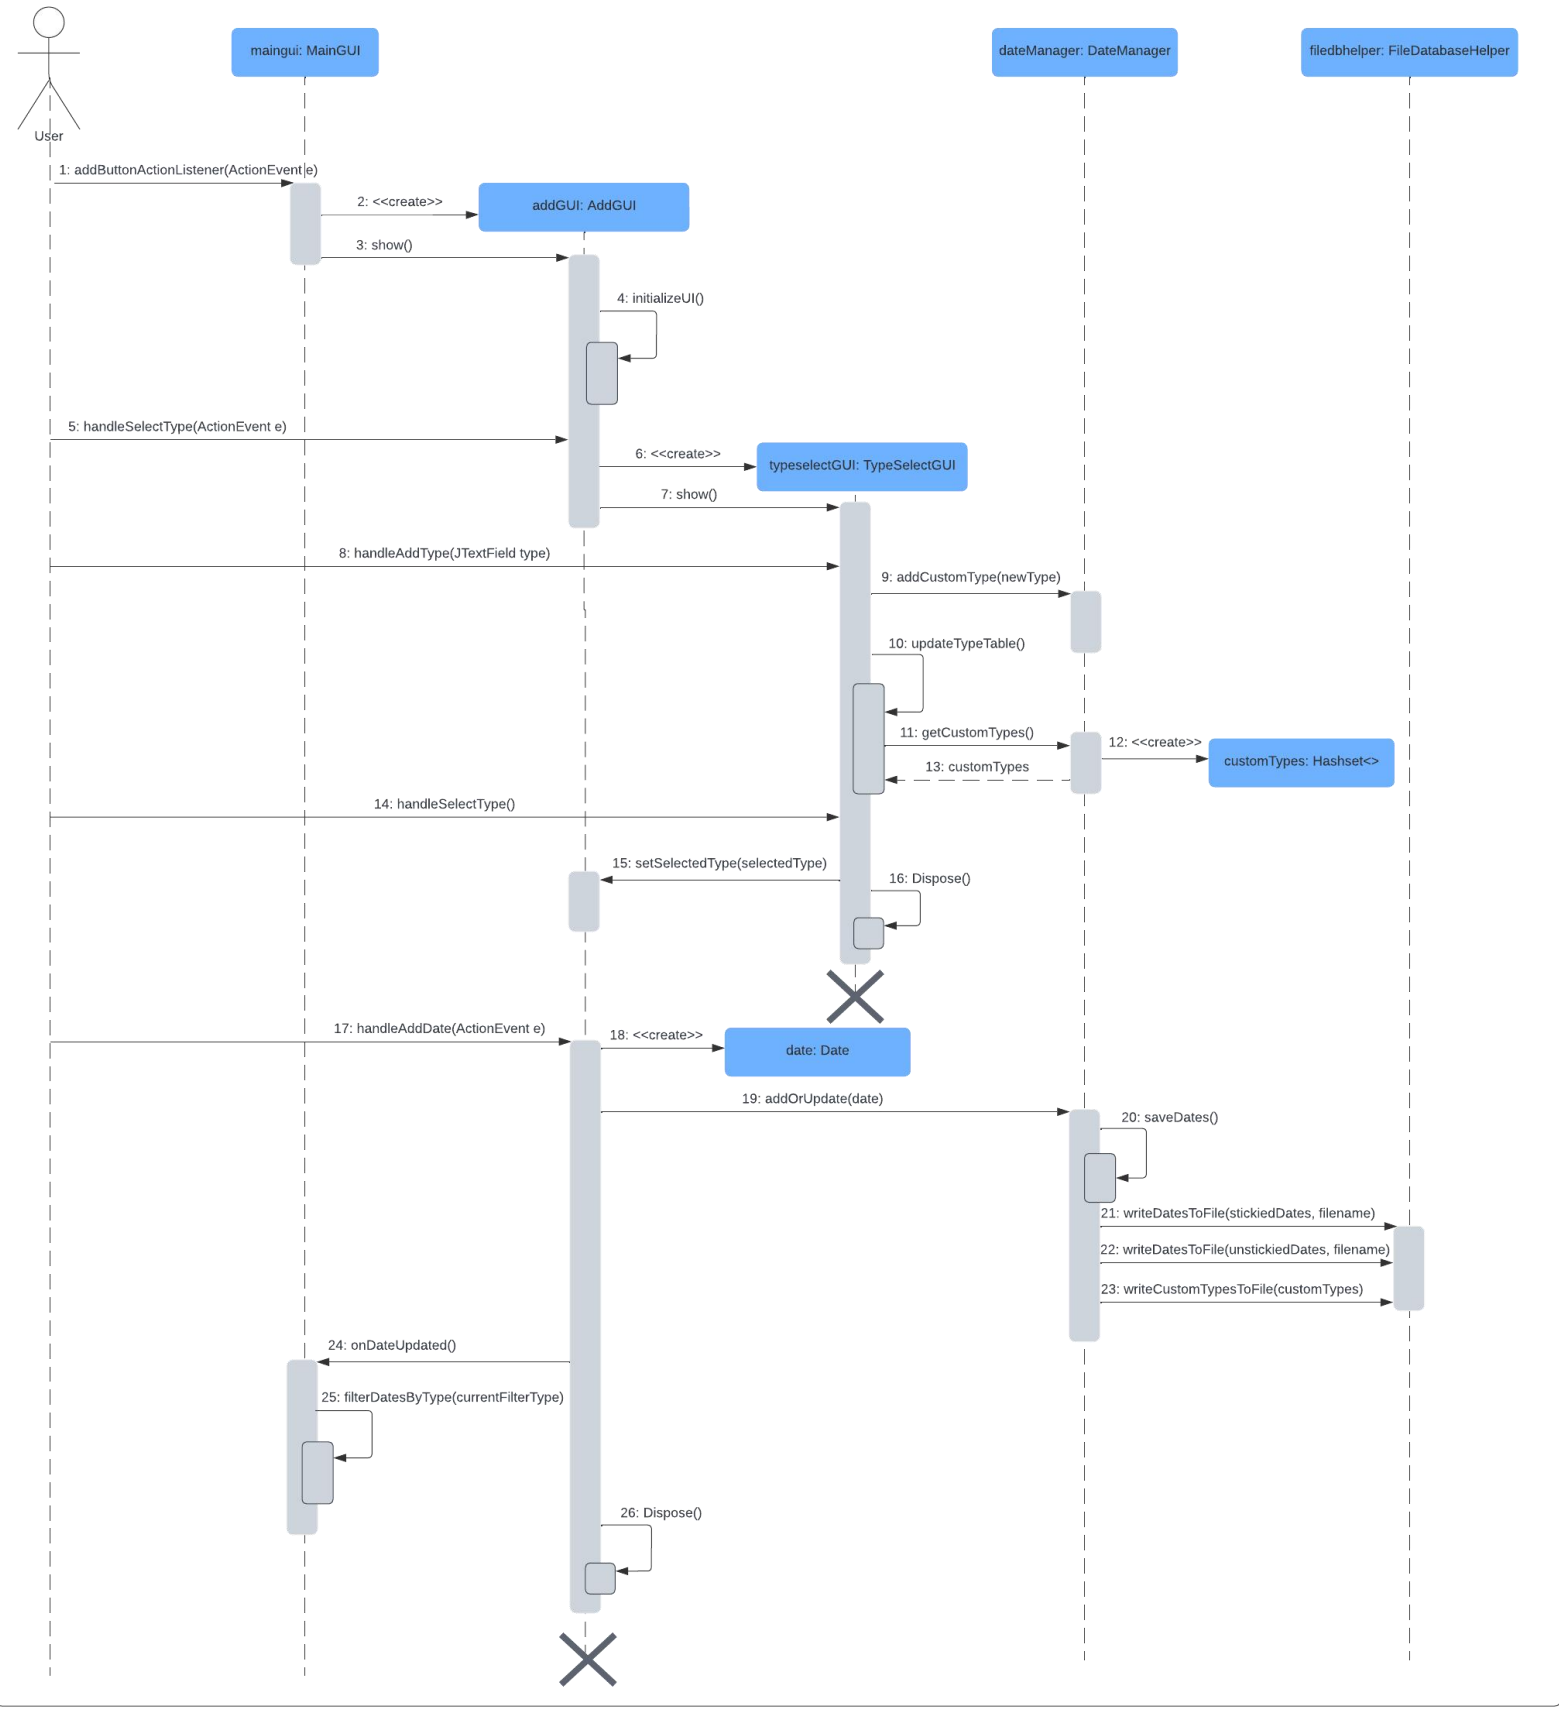 maingui: MainGUI
dateManager: DateManager
filedbhelper: FileDatabaseHelper
User
1: addButtonActionListener(ActionEvent e)
2: <<create>>
addGUI: AddGUI
3: show()
4: initializeUI()
5: handleSelectType(ActionEvent e)
6: <<create>>
typeselectGUI: TypeSelectGUI
7: show()
8: handleAddType(JTextField type)
9: addCustomType(newType)
10: updateTypeTable()
11: getCustomTypes()
12: <<create>>
customTypes: Hashset<>
13: customTypes
14: handleSelectType()
15: setSelectedType(selectedType)
16: Dispose()
17: handleAddDate(ActionEvent e)
18: <<create>>
date: Date
19: addOrUpdate(date)
20: saveDates()
21: writeDatesToFile(stickiedDates, filename)
22: writeDatesToFile(unstickiedDates, filename)
23: writeCustomTypesToFile(customTypes)
24: onDateUpdated()
25: filterDatesByType(currentFilterType)
26: Dispose()